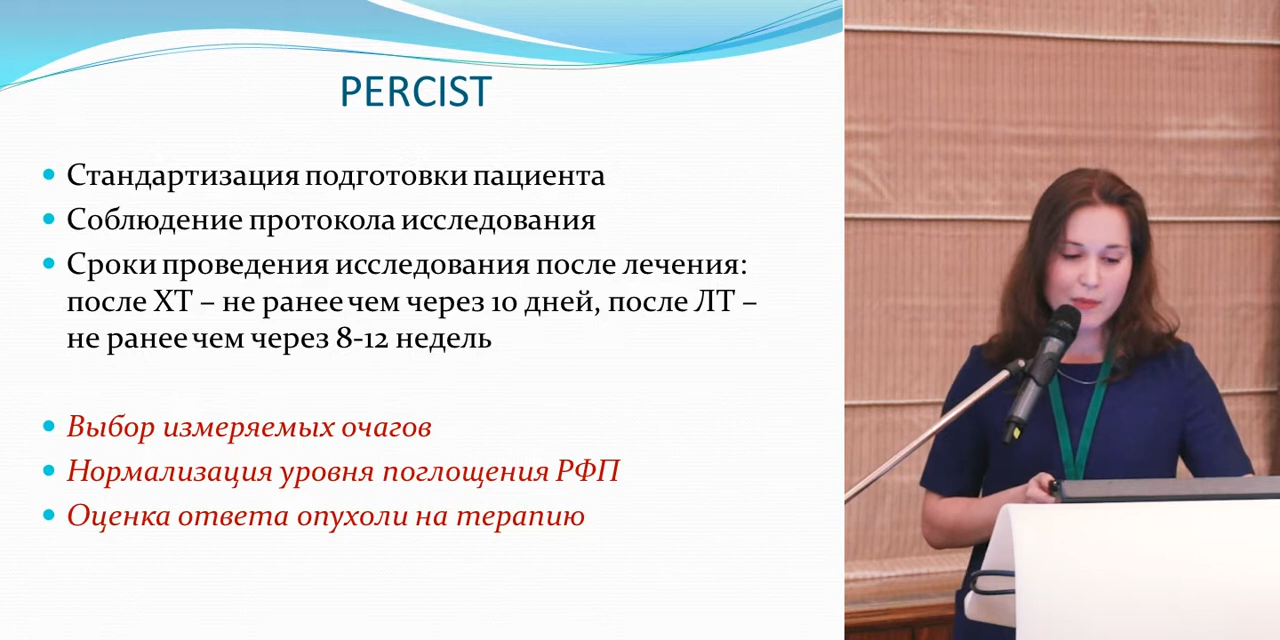 PERCIST
Стандартизация подготовки пациента
Соблюдение протокола исследования
Сроки проведения исследования после лечения:
после ХТ – не ранее чем через 10 дней, после ЛТ –
не ранее чем через 8-12 недель
Выбор измеряемых очагов
Нормализация уровня поглощения РФП
Оценка ответа опухоли на терапию